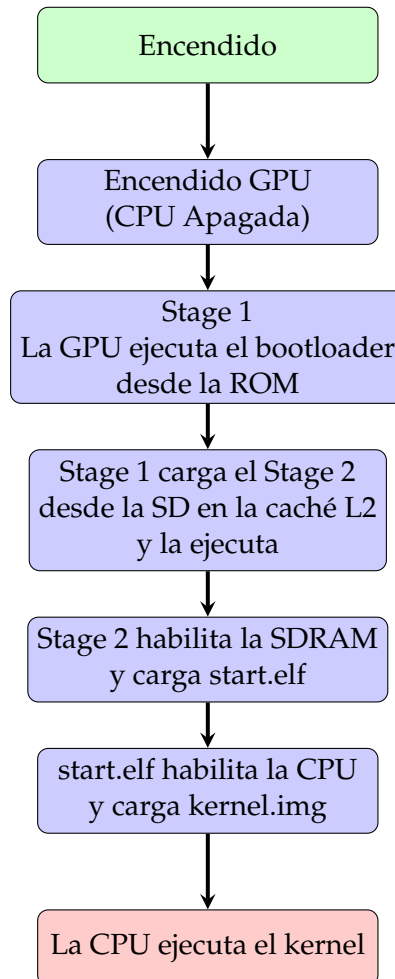 Encendido
Encendido GPU
(CPU Apagada)
Stage 1
La GPU ejecuta el bootloader
desde la ROM
Stage 1 carga el Stage 2
desde la SD en la caché L2
y la ejecuta
Stage 2 habilita la SDRAM
y carga start.elf
start.elf habilita la CPU
y carga kernel.img
La CPU ejecuta el kernel